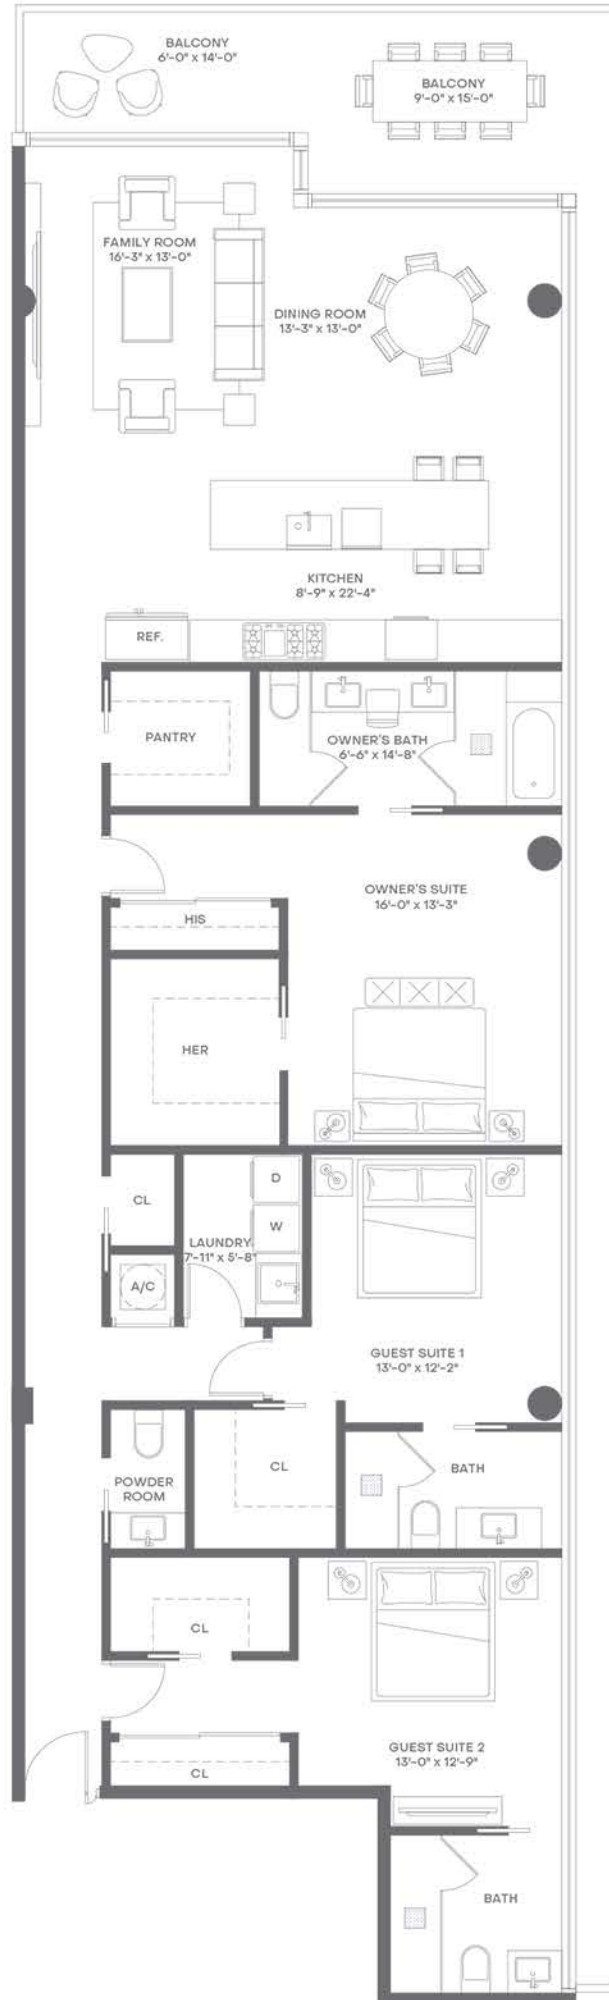 BALCONY
6'-0" x 14'-0"
BALCONY
9'-0" x 15'-0"
FAMILY ROOM
16'-3" x 13'-0"
DINING ROOM
13'-3" x 13'-0"
KITCHEN
8'-9" x 22'-4"
REF.
PANTRY
OWNER'S BATH
6'-6" x 14'-8"
OWNER'S SUITE
16'-0" x 13'-3"
HIS
HER
CL
D
W
LAUNDRY
7'-11" x 5'-8"
A/C
GUEST SUITE 1
13'-0" x 12'-2"
CL
BATH
POWDER
ROOM
CL
GUEST SUITE 2
13'-0" x 12'-9"
CL
BATH